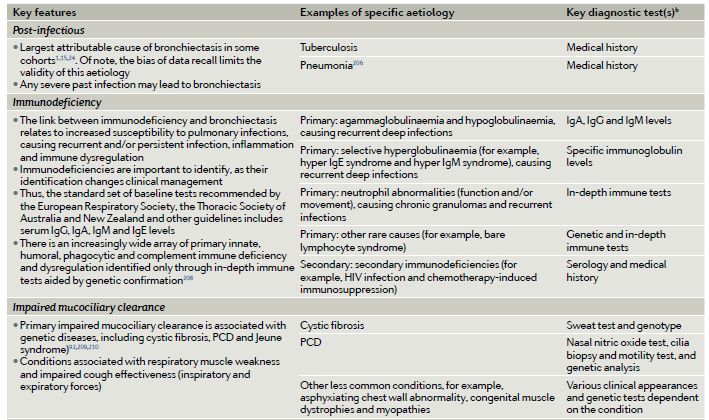 Key features Examples of specific aetiology Key diagnostic test(s)b
Post-infectious
• Largest attributable cause of bronchiectasis in some
cohorts1,15,24. Of note, the bias of data recall limits the
validity of this aetiology
• Any severe past infection may lead to bronchiectasis
Tuberculosis Medical history
Pneumonia206 Medical history
Immunodeficiency
• The link between immunodeficiency and bronchiectasis
relates to increased susceptibility to pulmonary infections,
causing recurrent and/or persistent infection, inflammation
and immune dysregulation
• Immunodeficiencies are important to identify, as their
identification changes clinical management
• Thus, the standard set of baseline tests recommended by
the European Respiratory Society, the Thoracic Society of
Australia and New Zealand and other guidelines includes
serum IgG, IgA, IgM and IgE levels
• There is an increasingly wide array of primary innate,
humoral, phagocytic and complement immune deficiency
and dysregulation identified only through in-depth immune
tests aided by genetic confirmation208
Primary: agammaglobulinaemia and hypoglobulinaemia,
causing recurrent deep infections
IgA, IgG and IgM levels
Primary: selective hyperglobulinaemia (for example,
hyper IgE syndrome and hyper IgM syndrome), causing
recurrent deep infections
Specific immunoglobulin
levels
Primary: neutrophil abnormalities (function and/or
movement), causing chronic granulomas and recurrent
infections
In-depth immune tests
Primary: other rare causes (for example, bare
lymphocyte syndrome)
Genetic and in-depth
immune tests
Secondary: secondary immunodeficiencies (for
example, HIV infection and chemotherapy-induced
immunosuppression)
Serology and medical
history
Impaired mucociliary clearance
• Primary impaired mucociliary clearance is associated with
genetic diseases, including cystic fibrosis, PCD and Jeune
syndrome)92,209,210
• Conditions associated with respiratory muscle weakness
and impaired cough effectiveness (inspiratory and
expiratory forces)
Cystic fibrosis Sweat test and genotype
PCD
Nasal nitric oxide test, cilia
biopsy and motility test, and
genetic analysis
Other less common conditions, for example,
asphyxiating chest wall abnormality, congenital muscle
dystrophies and myopathies
Various clinical appearances
and genetic tests dependent
on the condition